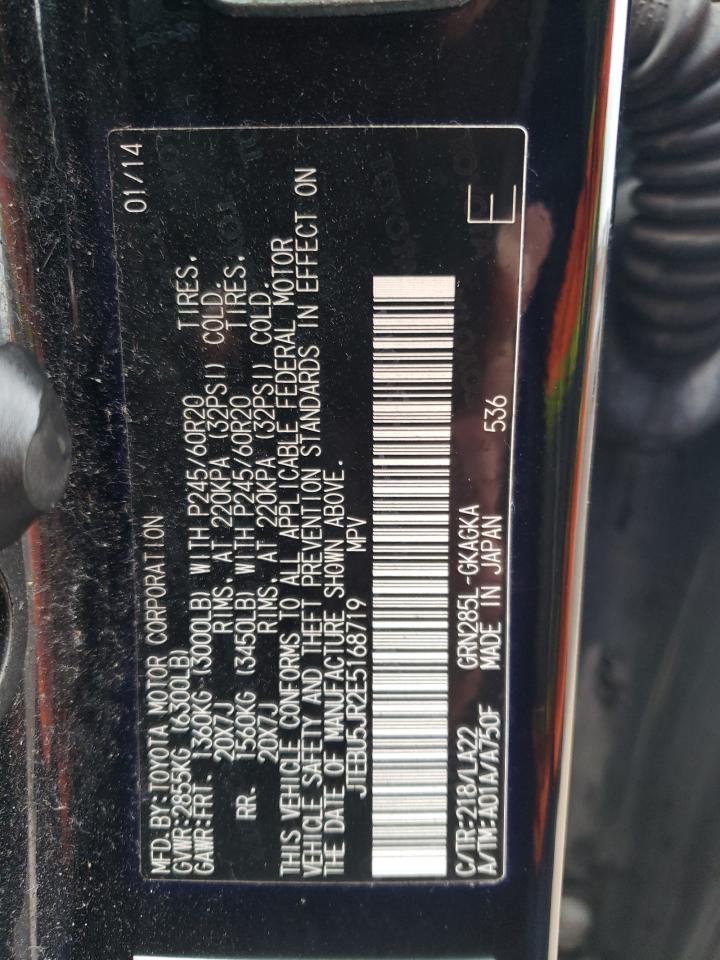 MFD. BY: TOYOTA MOTOR CORPORATION 01/14
GVWR: 2855KG (6300LB)
GAWR: FRT. 1360KG (3000LB) WITH P245/60R20 TIRES.
20X7J RIMS. AT 220KPA (32PSI) COLD.
RR. 1560KG (3450LB) WITH P245/60R20 TIRES.
20X7J RIMS. AT 220KPA (32PSI) COLD.
THIS VEHICLE CONFORMS TO ALL APPLICABLE FEDERAL MOTOR
VEHICLE SAFETY AND THEFT PREVENTION STANDARDS IN EFFECT ON
THE DATE OF MANUFACTURE SHOWN ABOVE.
JTEBU5JR2E5168719 MPV
C/TR: 218/LA22 GRN285L-GKAGKA
A/TM: A01A/A750F MADE IN JAPAN 536 E